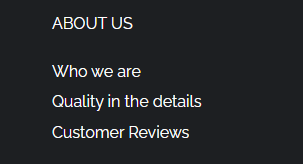 ABOUT US
Who we are
Quality in the details
Customer Reviews